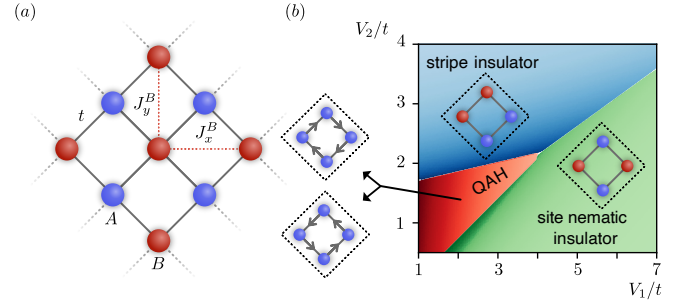 (a)
t
J_y^B
J_x^B
A
B
(b)
V_2/t
4
3
2
1
stripe insulator
QAH
site nematic
insulator
1
3
5
7
V_1/t